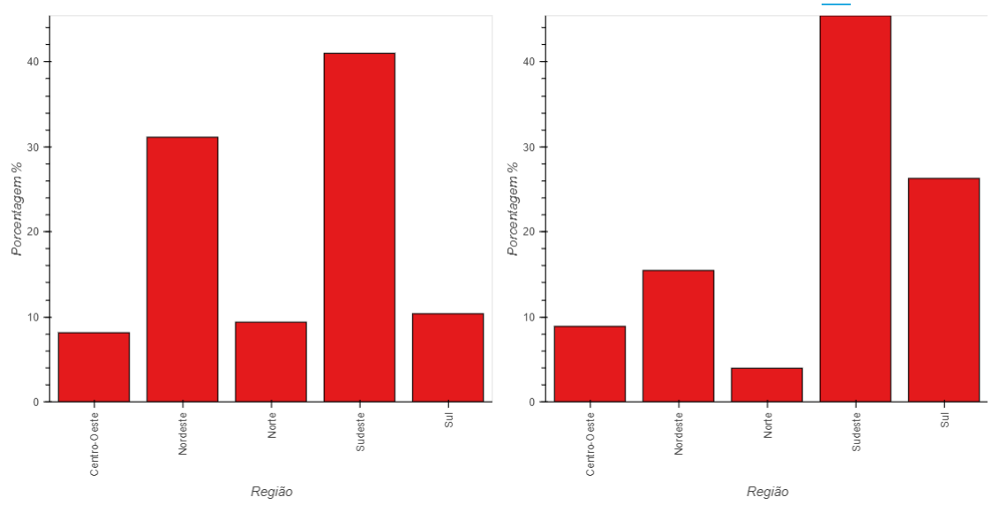 Porcentagem %
40
30
20
10
0
Centro-Oeste
Nordeste
Norte
Sudeste
Sul
Região
Porcentagem %
40
30
20
10
0
Centro-Oeste
Nordeste
Norte
Sudeste
Sul
Região